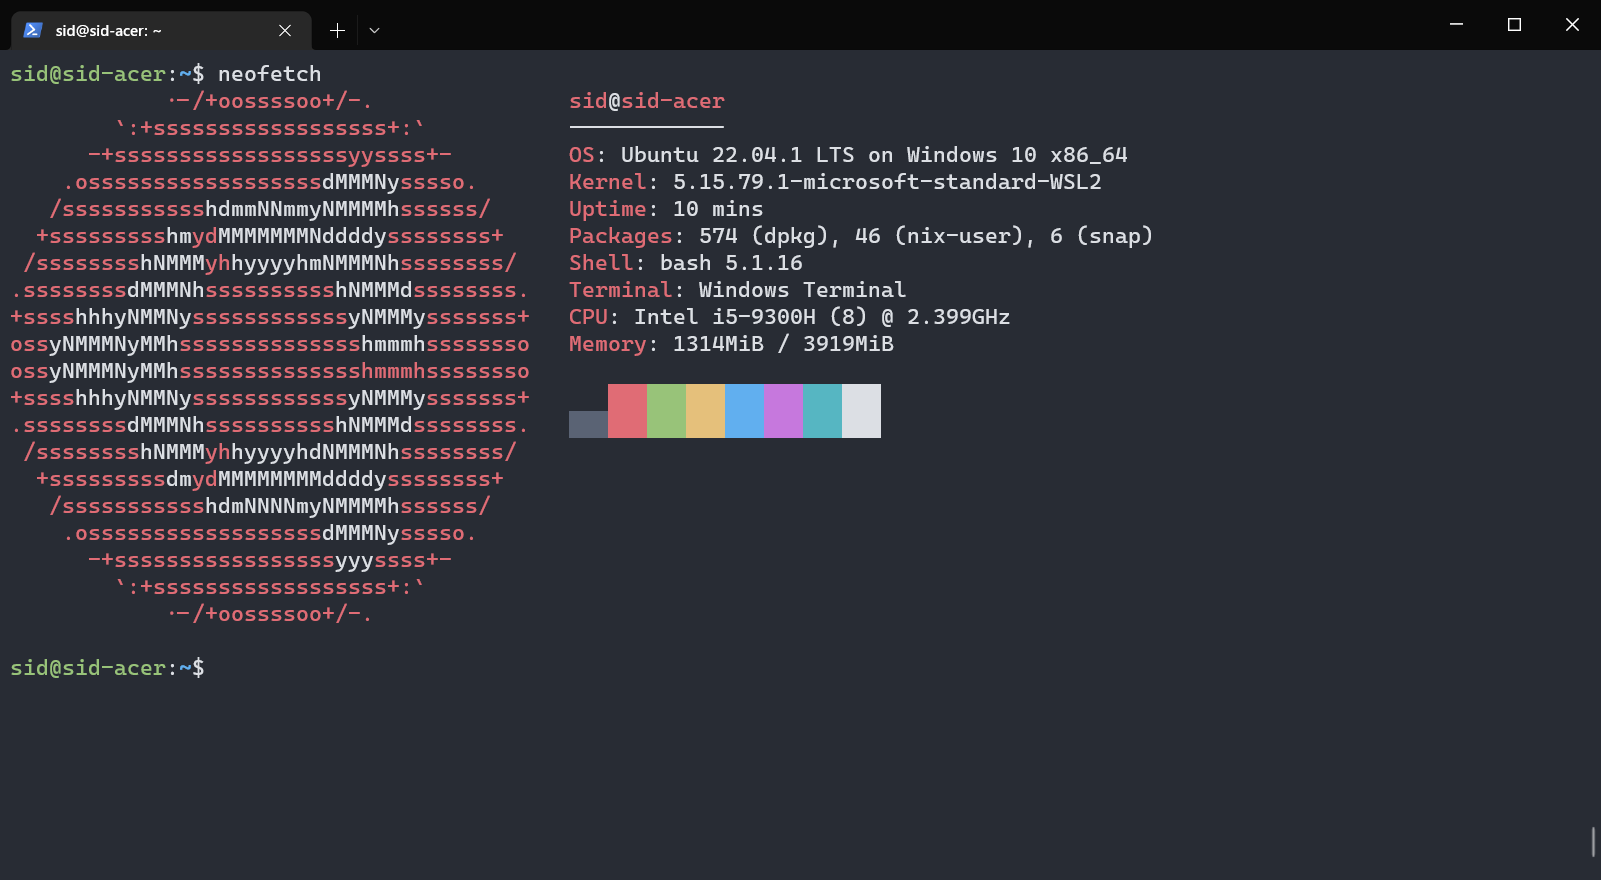 sid@sid-acer: ~
sid@sid-acer:~$ neofetch
            .-/+oossssoo+/-.               sid@sid-acer
        `:+ssssssssssssssssss+:`           ------------
      -+ssssssssssssssssssyyssss+-         OS: Ubuntu 22.04.1 LTS on Windows 10 x86_64
    .ossssssssssssssssssdMMMNysssso.       Kernel: 5.15.79.1-microsoft-standard-WSL2
   /ssssssssssshdmmNNmmyNMMMMhssssss/      Uptime: 10 mins
  +ssssssssshmydMMMMMMMNddddyssssssss+     Packages: 574 (dpkg), 46 (nix-user), 6 (snap)
 /sssssssshNMMMyhhyyyyhmNMMMNhssssssss/    Shell: bash 5.1.16
.ssssssssdMMMNhsssssssssshNMMMdssssssss.   Terminal: Windows Terminal
+sssshhhyNMMNyssssssssssssyNMMMysssssss+   CPU: Intel i5-9300H (8) @ 2.399GHz
ossyNMMMNyMMhsssssssssssssshmmmhssssssso   Memory: 1314MiB / 3919MiB
ossyNMMMNyMMhsssssssssssssshmmmhssssssso
+sssshhhyNMMNyssssssssssssyNMMMysssssss+
.ssssssssdMMMNhsssssssssshNMMMdssssssss.
 /sssssssshNMMMyhhyyyyhdNMMMNhssssssss/
  +sssssssssdmydMMMMMMMMddddyssssssss+
   /ssssssssssshdmNNNNmyNMMMMhssssss/
    .ossssssssssssssssssdMMMNysssso.
      -+sssssssssssssssssyyyssss+-
        `:+ssssssssssssssssss+:`
            .-/+oossssoo+/-.
sid@sid-acer:~$